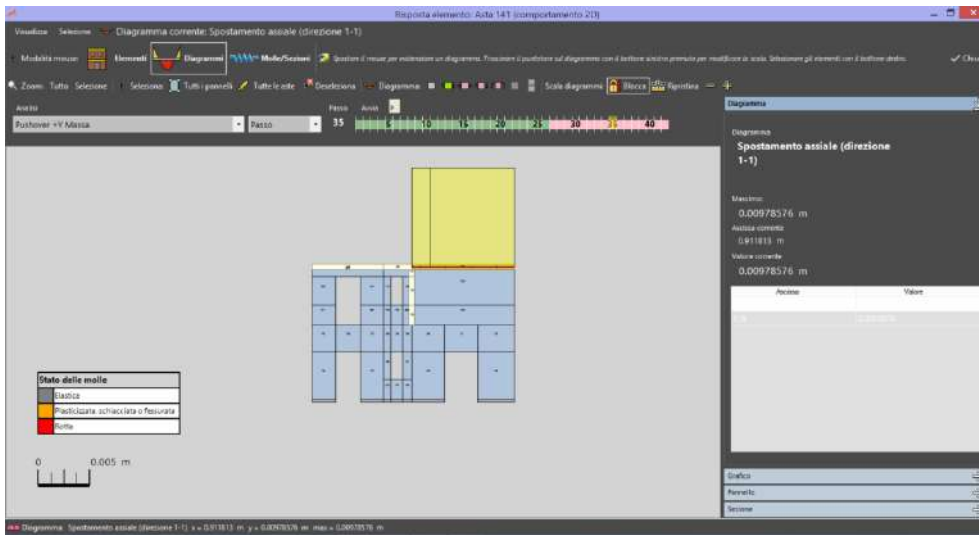 Risposta elemento: Asta 141 (comportamento 2D)
Visualizza Selezione Diagramma corrente: Spostamento assiale (direzione 1-1)
Modalità mouse: Elementi Diagrammi Molle/Sezioni
Zoom: Tutto Selezione Seleziona Tutti i pannelli Tutte le aste Deseleziona Diagramma Scala diagrammi Blocca Ripristina
Analisi Passo Avvio
Pushover +Y Massa Passo 35 5 10 15 20 25 30 35 40
Diagramma
Diagramma
Spostamento assiale (direzione
1-1)
Massimo
0.00978576 m
Ascissa corrente
0.911813 m
Valore corrente
0.00978576 m
Ascissa Valore
Stato delle molle
Elastica
Plasticizzata, schiacciata o fessurata
Rotta
0 0.005 m
Grafico
Pannello
Sezione
Diagramma Spostamento assiale (direzione 1-1) x = 0.911813 m y = 0.00978576 m max = 0.00978576 m